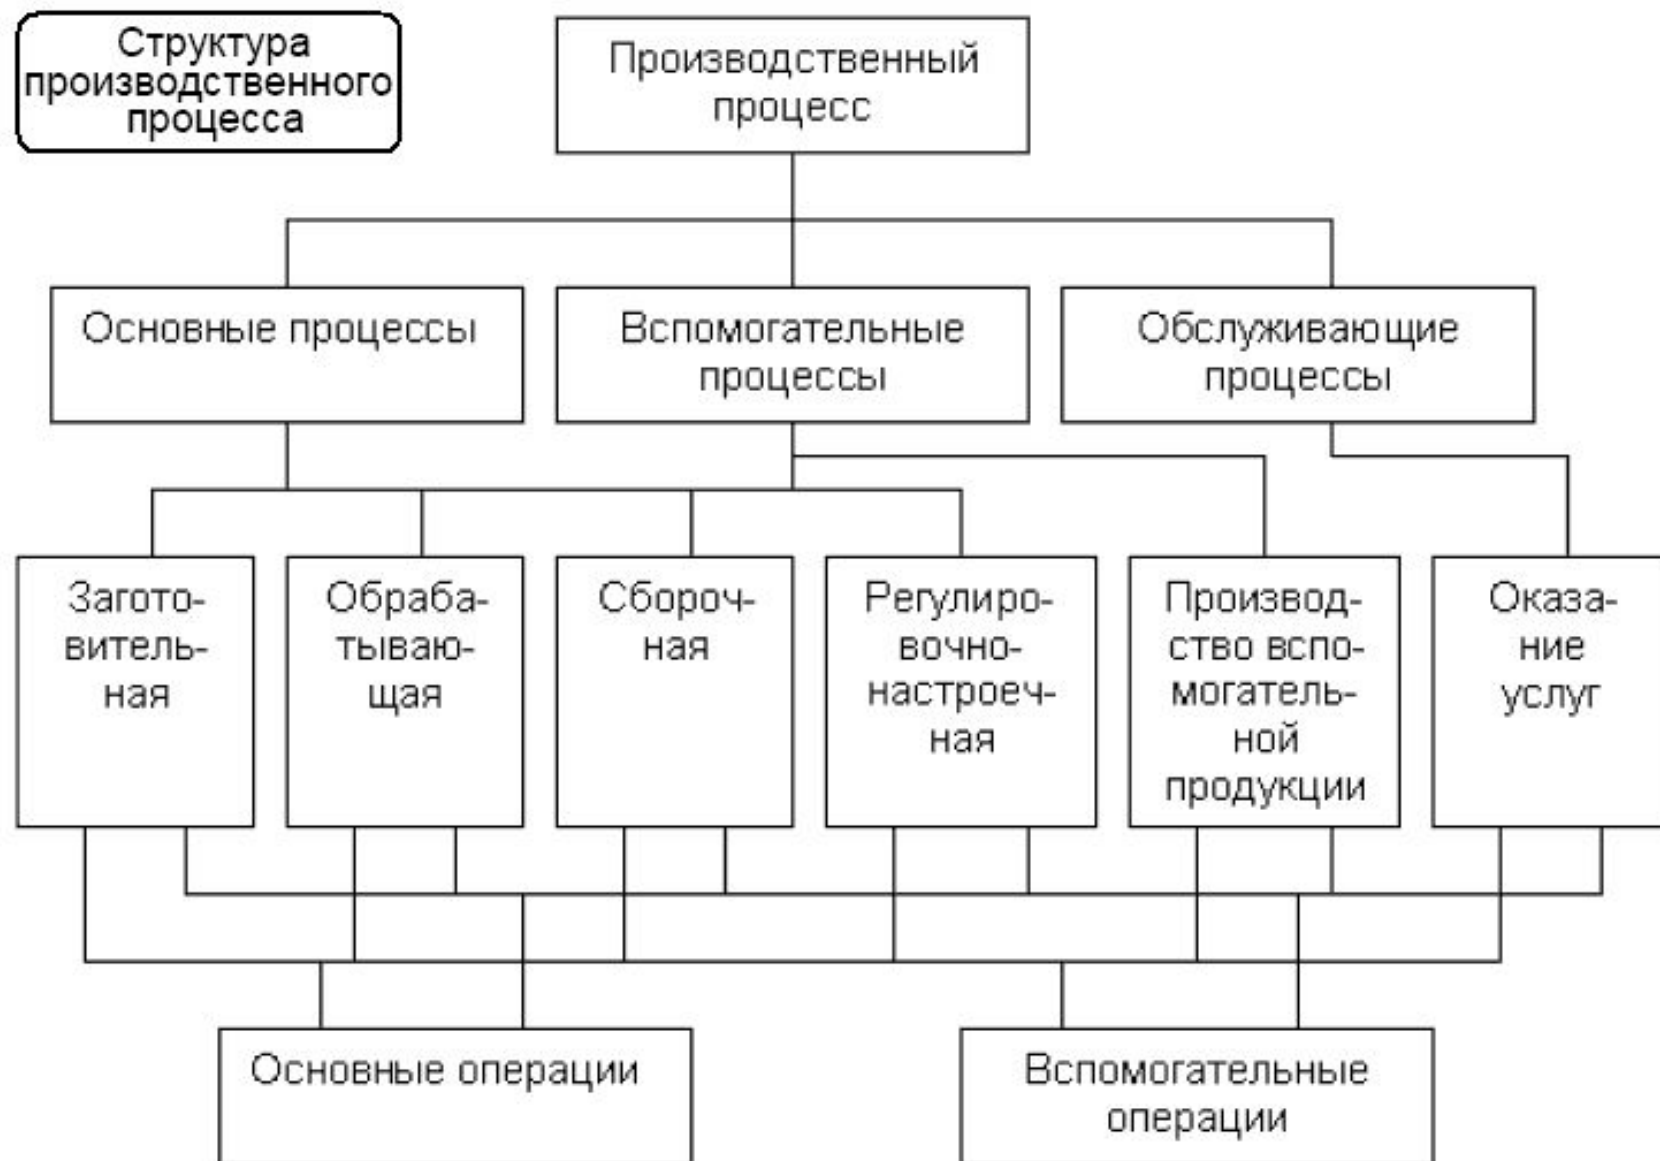 Структура
производственного
процесса
Производственный
процесс
Основные процессы
Вспомогательные
процессы
Обслуживающие
процессы
Загото-
витель-
ная
Обраба-
тываю-
щая
Сбороч-
ная
Регулиро-
вочно-
настроеч-
ная
Производ-
ство вспо-
могатель-
ной
продукции
Оказа-
ние
услуг
Основные операции
Вспомогательные
операции